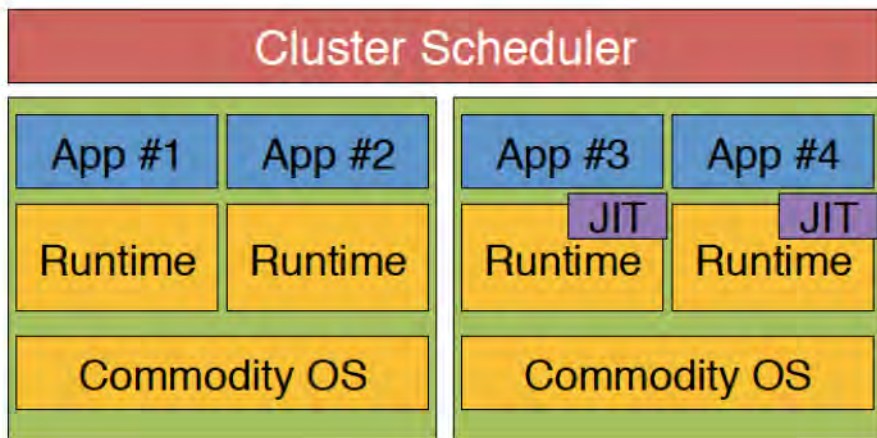 Cluster Scheduler
App #1 App #2 App #3 App #4
JIT JIT
Runtime Runtime Runtime Runtime
Commodity OS Commodity OS